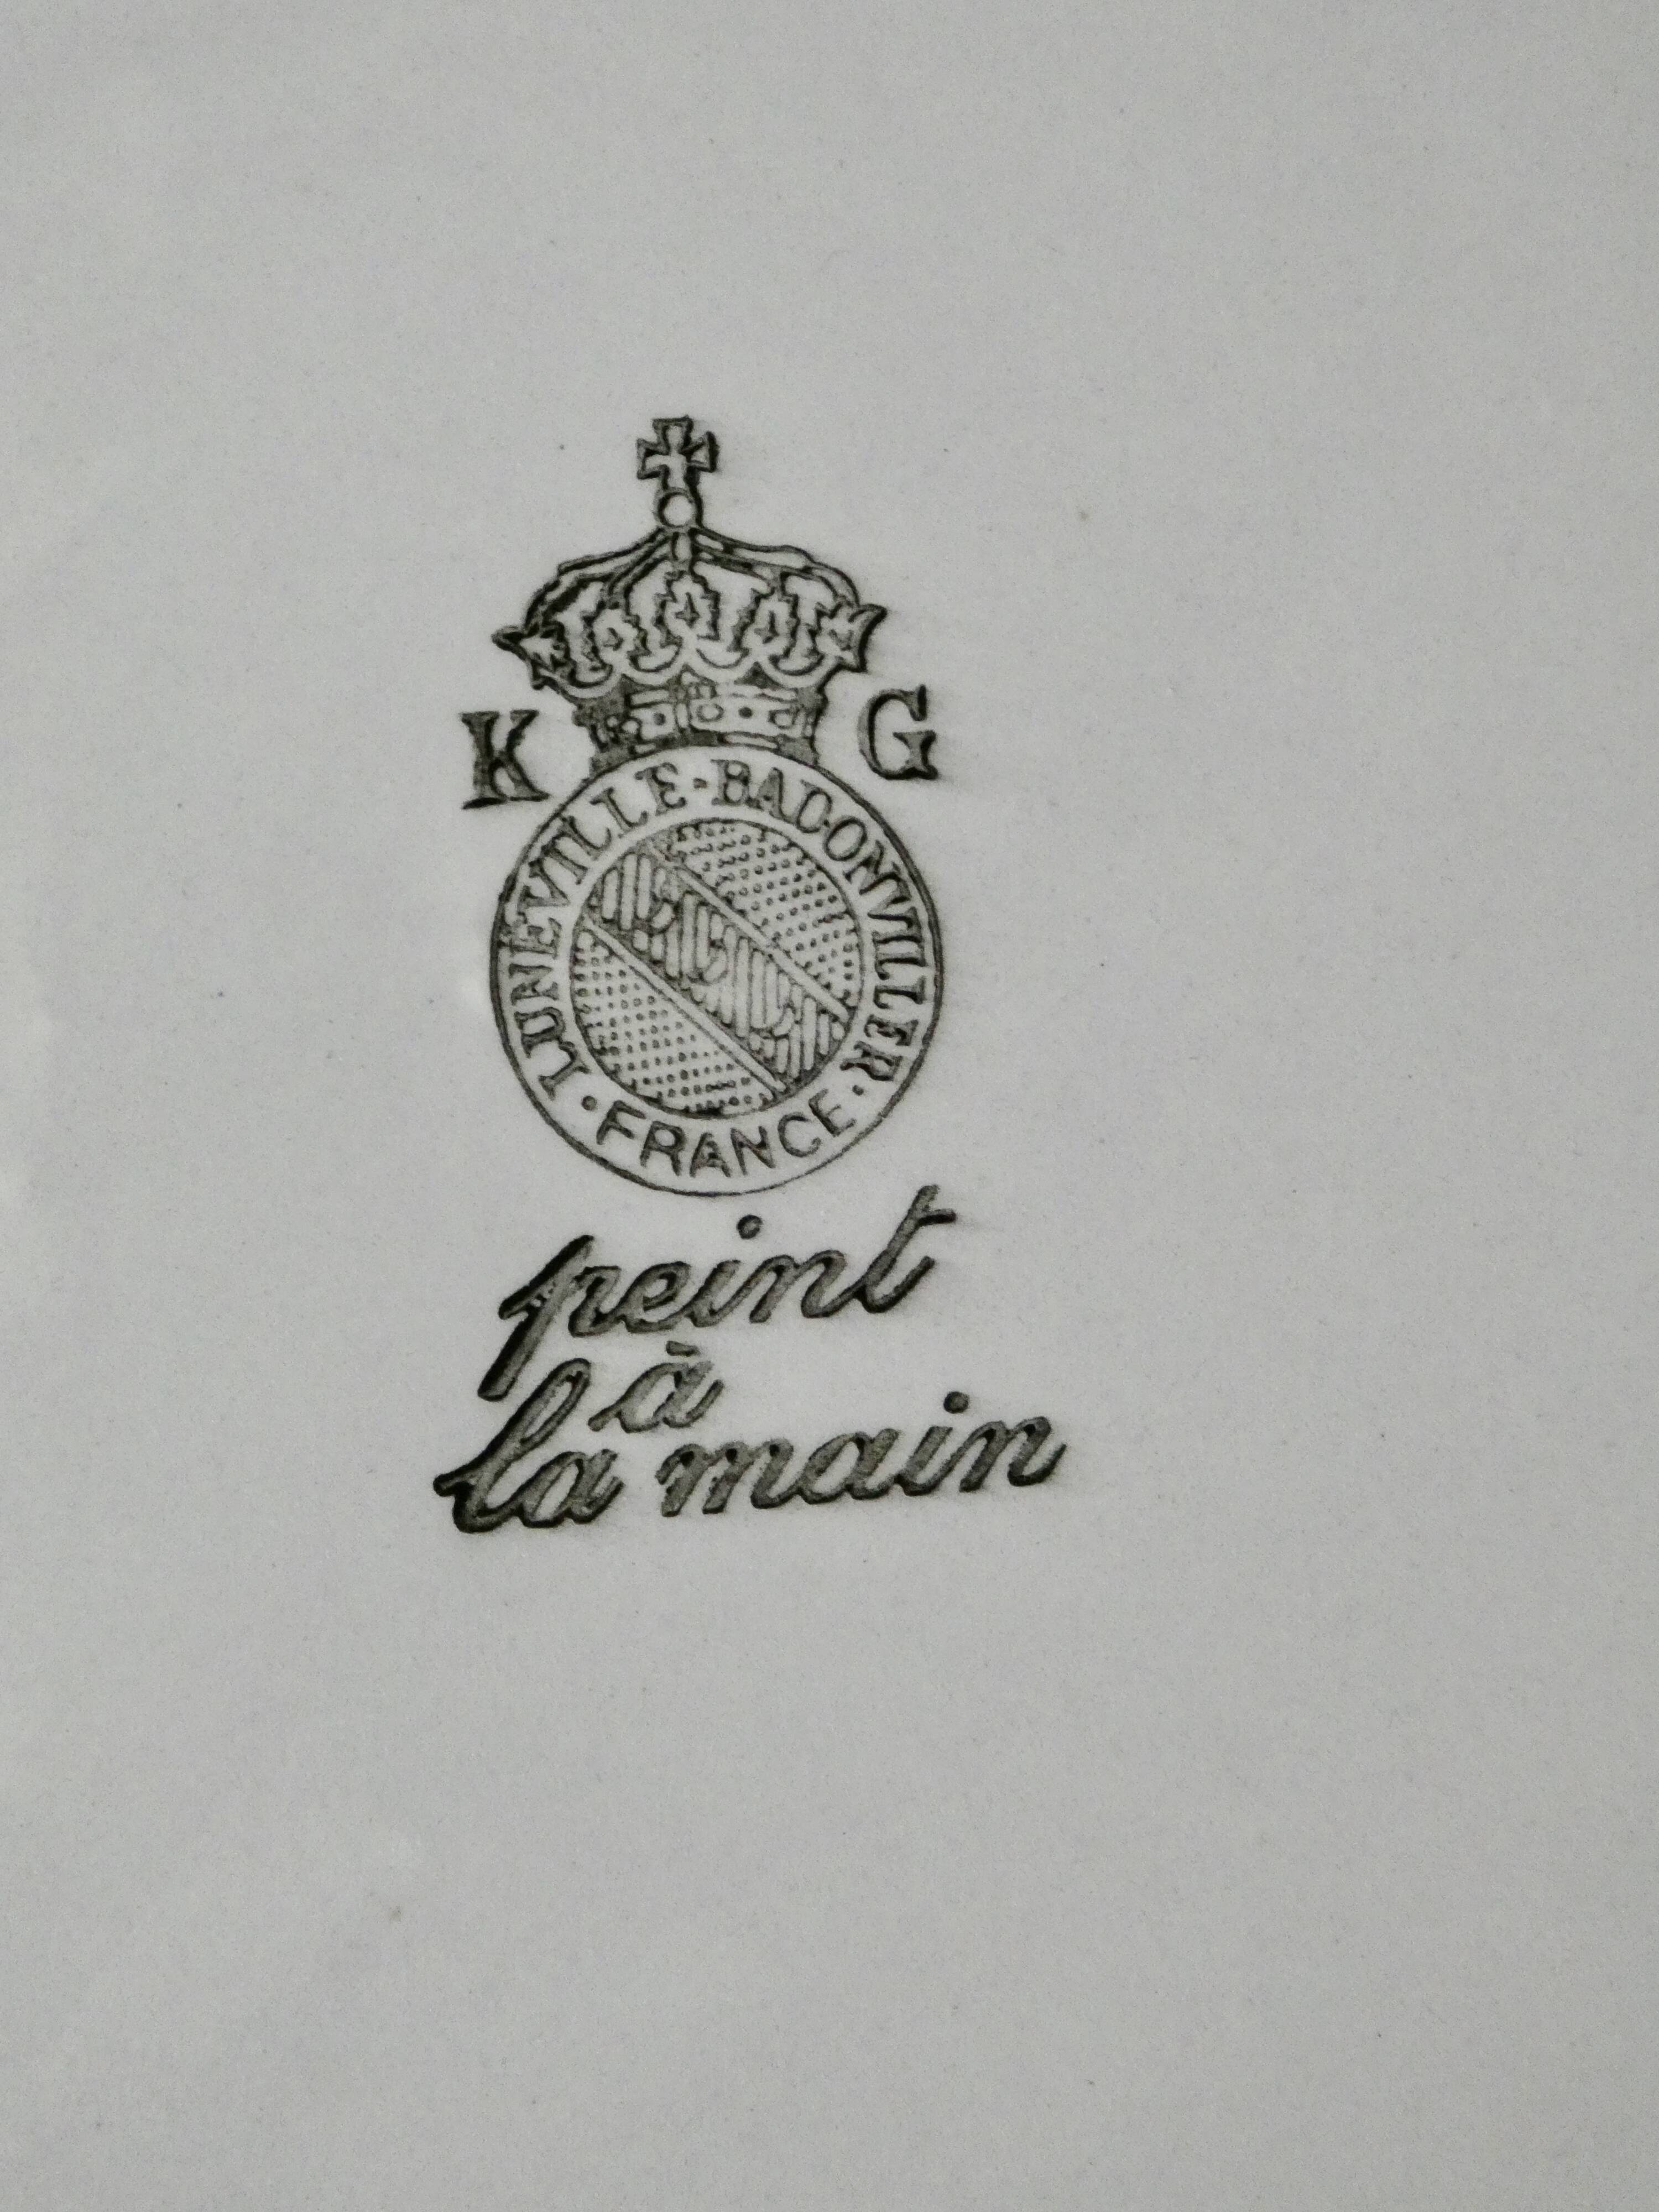 K G
LUNEVILLE · BADONVILLER · FRANCE ·
peint
à
la main